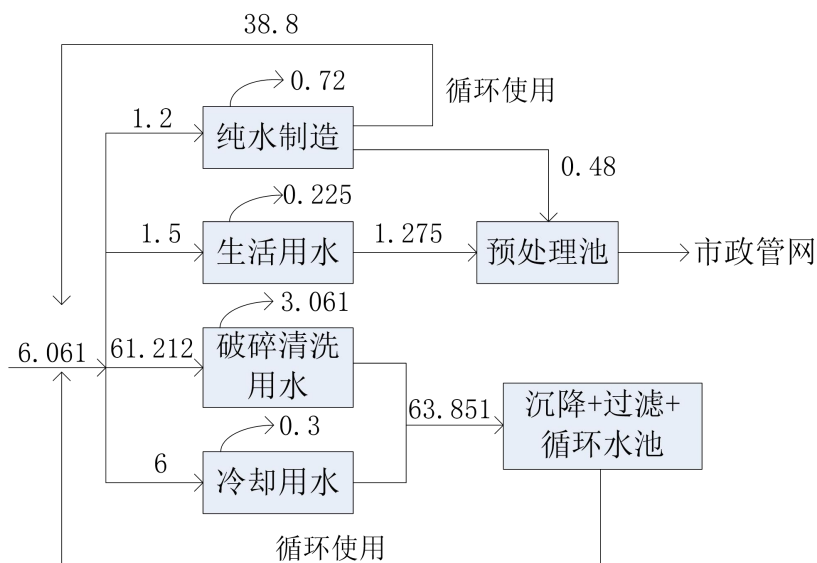 38.8
0.72
循环使用
1.2
纯水制造
0.48
0.225
1.5
生活用水
1.275
预处理池
市政管网
3.061
6.061
61.212
破碎清洗
用水
63.851
沉降+过滤+
循环水池
0.3
6
冷却用水
循环使用